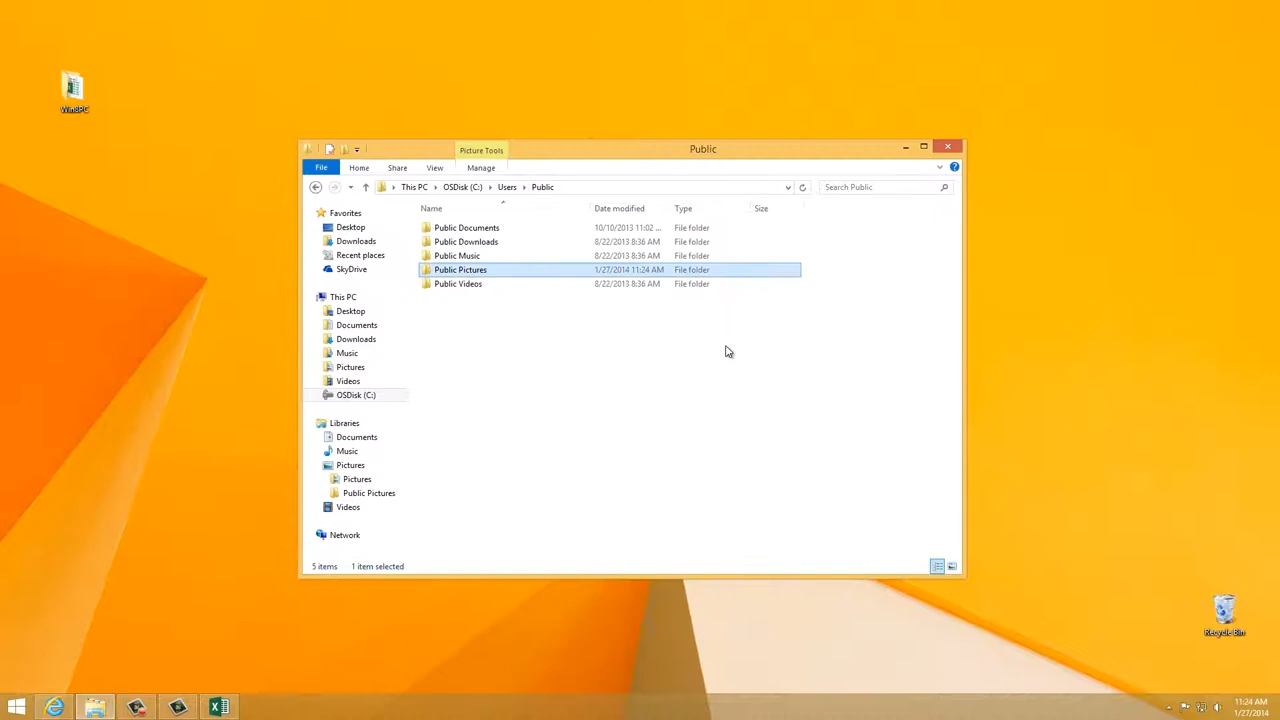 Win8PC
Picture Tools
Public
File Home Share View Manage
This PC OSDisk (C:) Users Public
Search Public
Name Date modified Type Size
Favorites
Desktop
Downloads
Recent places
SkyDrive
This PC
Desktop
Documents
Downloads
Music
Pictures
Videos
OSDisk (C:)
Libraries
Documents
Music
Pictures
Pictures
Public Pictures
Videos
Network
Public Documents 10/10/2013 11:02 ... File folder
Public Downloads 8/22/2013 8:36 AM File folder
Public Music 8/22/2013 8:36 AM File folder
Public Pictures 1/27/2014 11:24 AM File folder
Public Videos 8/22/2013 8:36 AM File folder
5 items 1 item selected
Recycle Bin
11:24 AM
1/27/2014